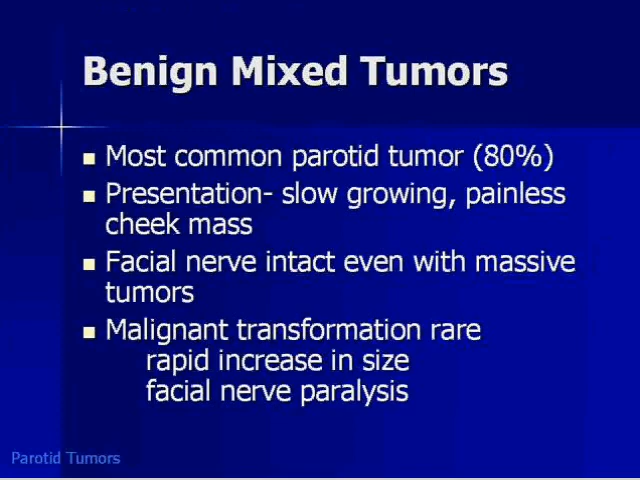 Benign Mixed Tumors
■ Most common parotid tumor (80%)
■ Presentation- slow growing, painless
cheek mass
■ Facial nerve intact even with massive
tumors
■ Malignant transformation rare
rapid increase in size
facial nerve paralysis
Parotid Tumors